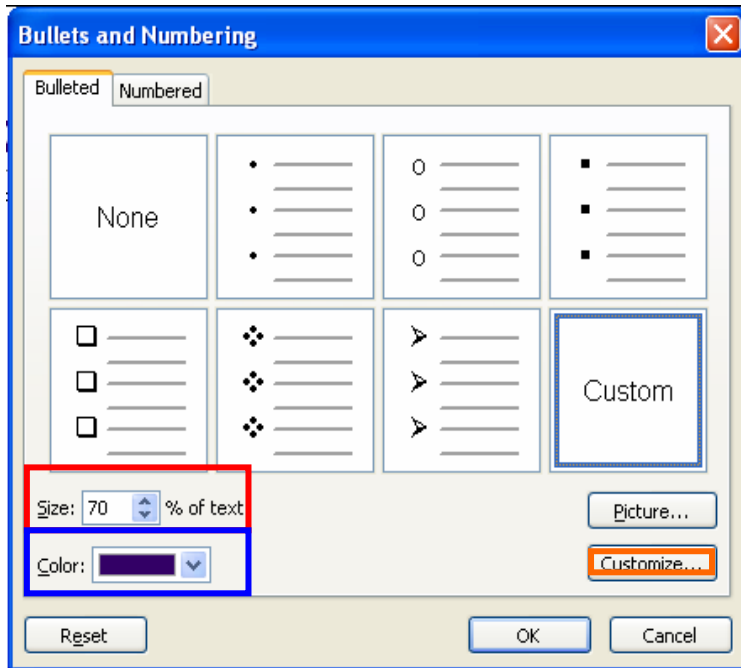 Bullets and Numbering
Bulleted Numbered
None
Custom
Size: 70 % of text
Picture...
Color:
Customize...
Reset OK Cancel